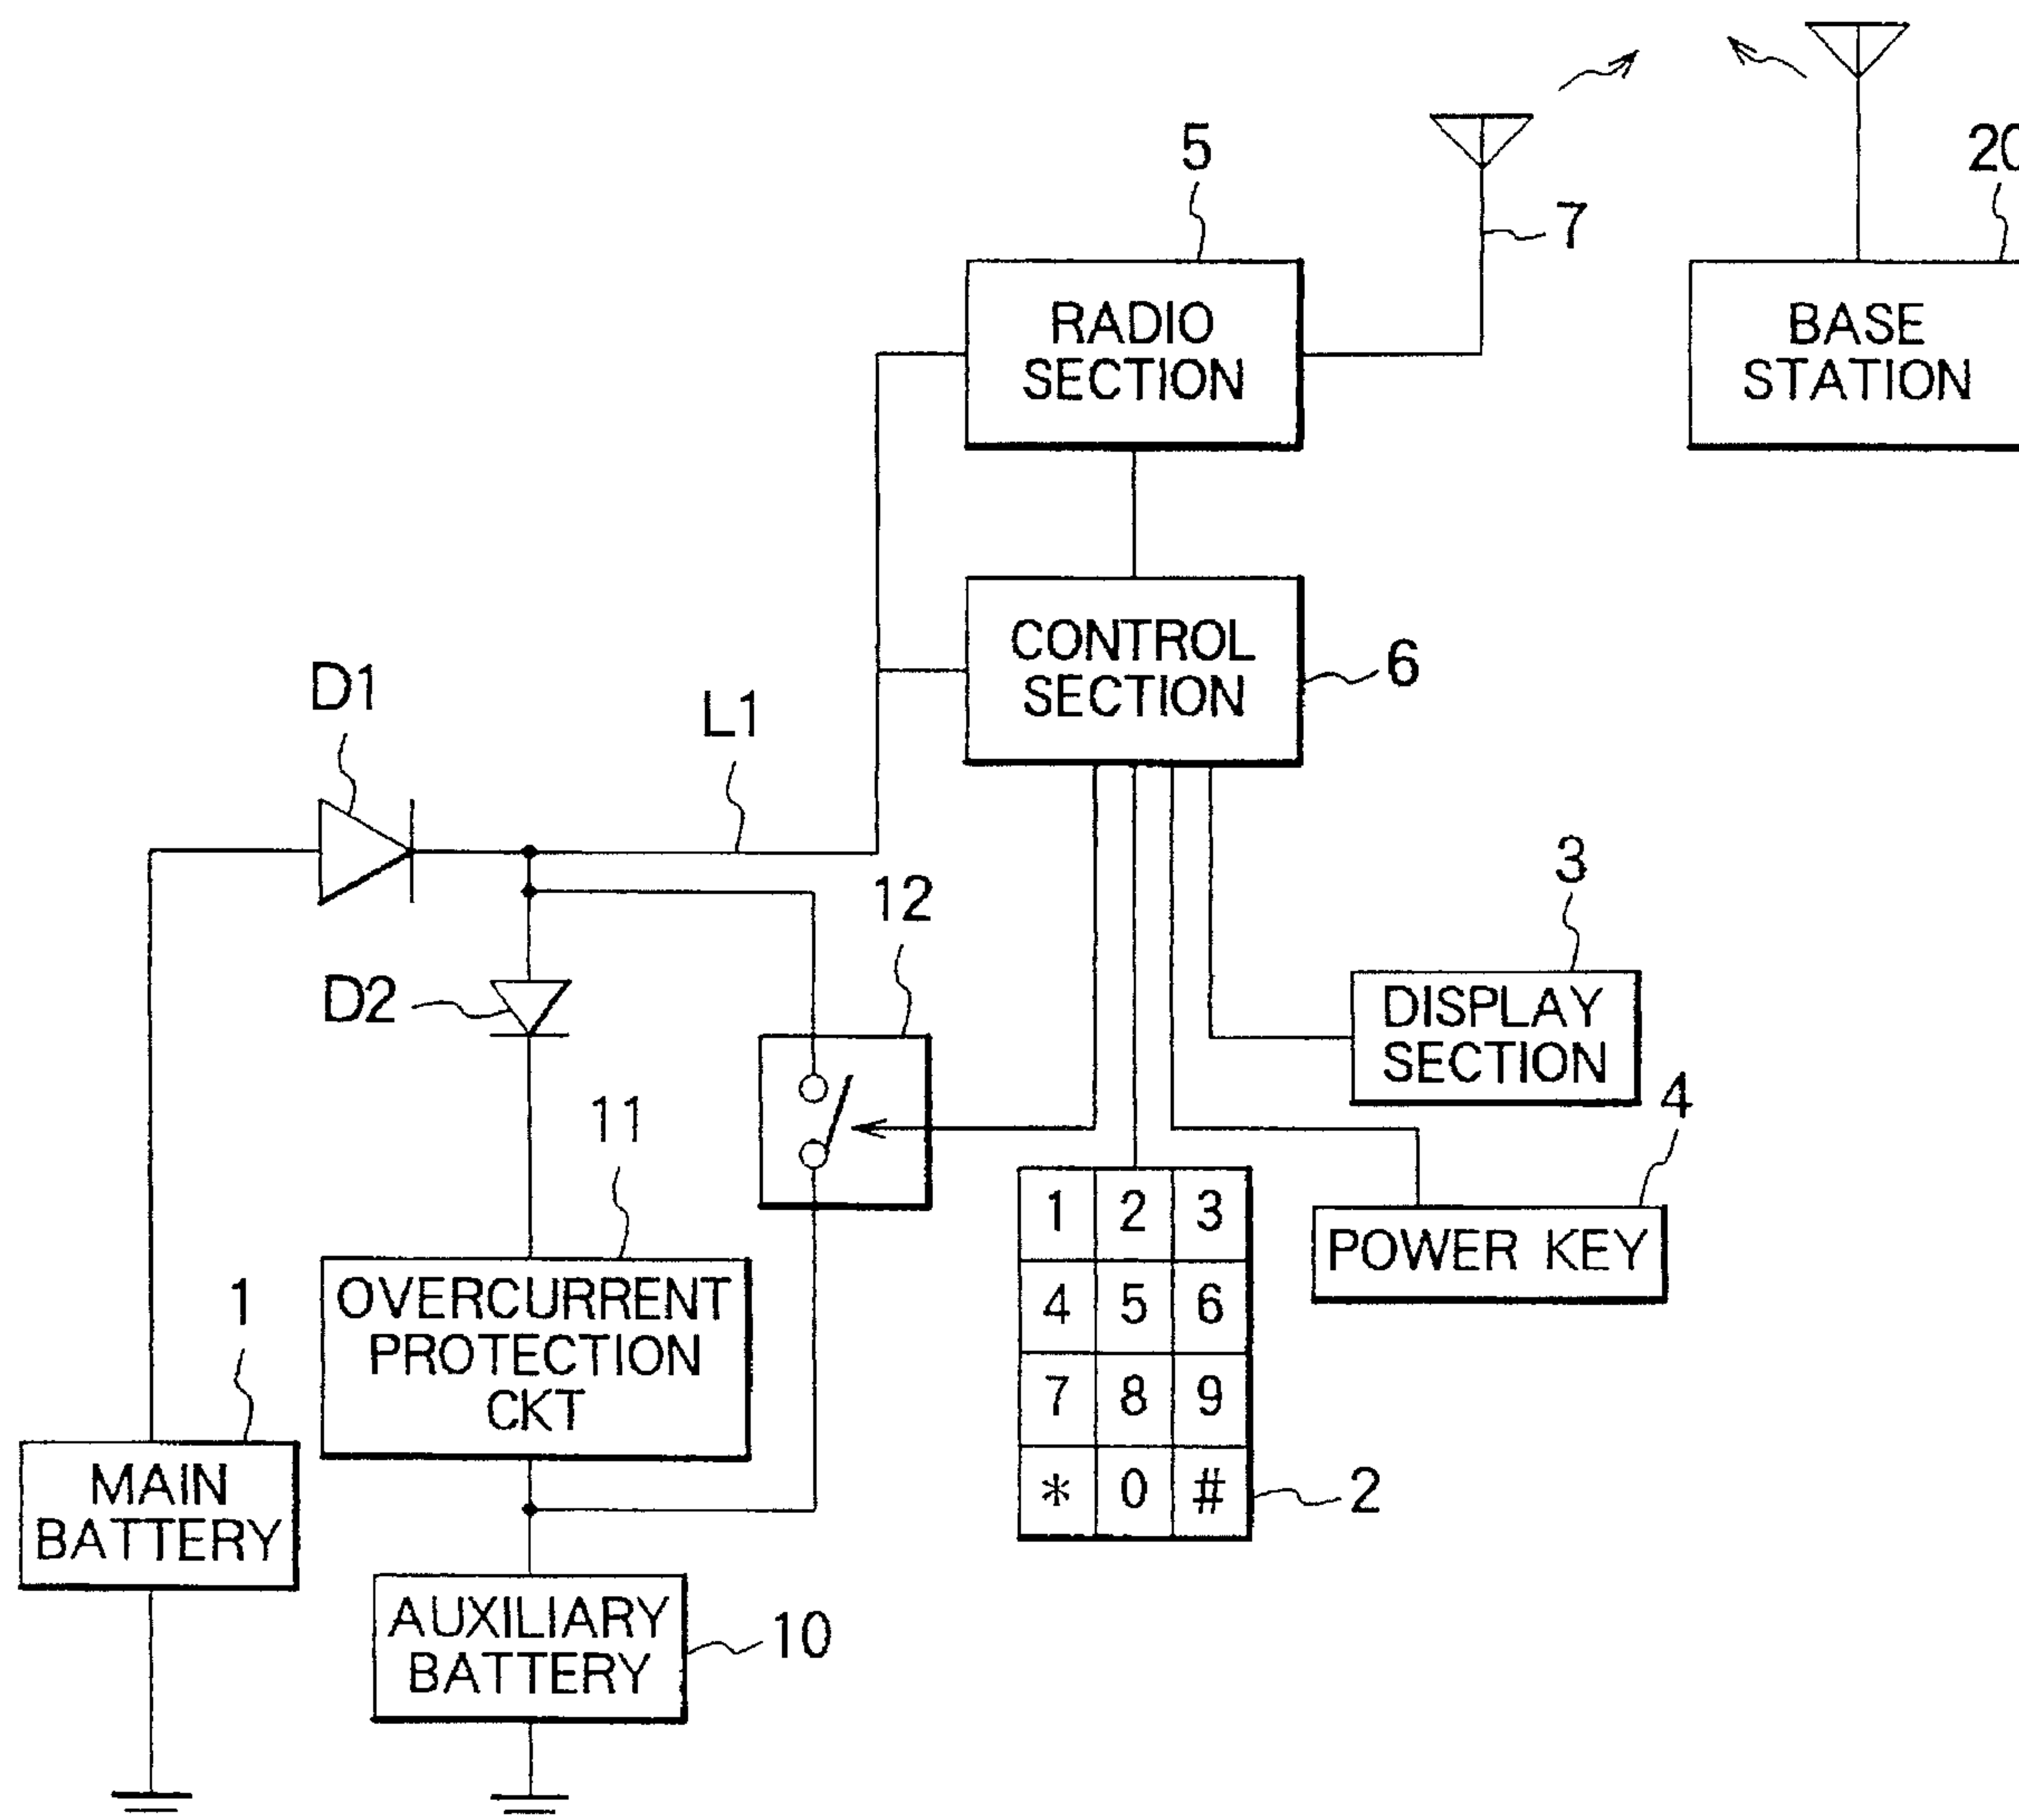 20
5
7
RADIO
SECTION
BASE
STATION
CONTROL
SECTION
6
D1
L1
3
12
D2
DISPLAY
SECTION
4
11
1 2 3
POWER KEY
1
OVERCURRENT
PROTECTION
CKT
4 5 6
7 8 9
MAIN
BATTERY
* 0 #
2
AUXILIARY
BATTERY
10